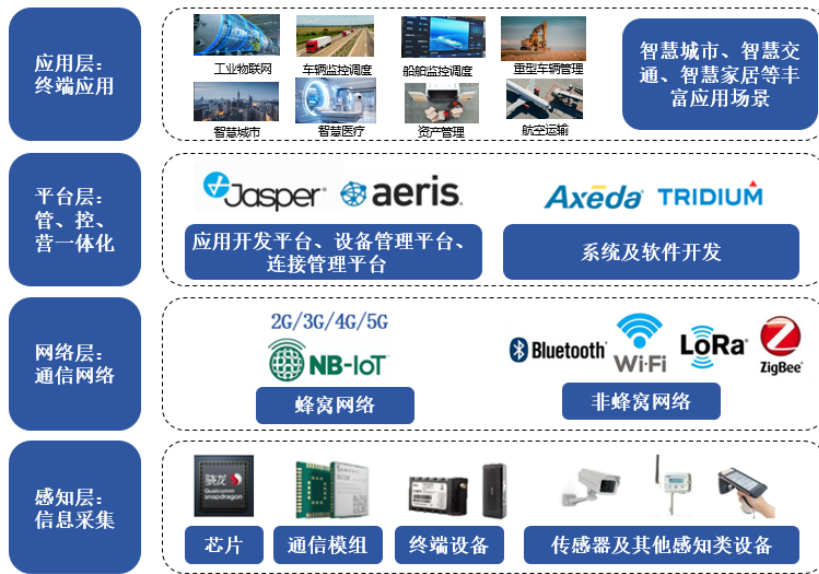 应用层：
终端应用
工业物联网
车辆监控调度
船舶监控调度
重型车辆管理
智慧城市
智慧医疗
资产管理
航空运输
智慧城市、智慧交
通、智慧家居等丰
富应用场景
平台层：
管、控、
营一体化
Jasper
aeris.
Axeda
TRIDIUM
应用开发平台、设备管理平台、
连接管理平台
系统及软件开发
网络层：
通信网络
2G/3G/4G/5G
NB-IoT
Bluetooth
Wi-Fi
LoRa
ZigBee
蜂窝网络
非蜂窝网络
感知层：
信息采集
骁龙
Qualcomm
snapdragon
芯片
通信模组
终端设备
传感器及其他感知类设备